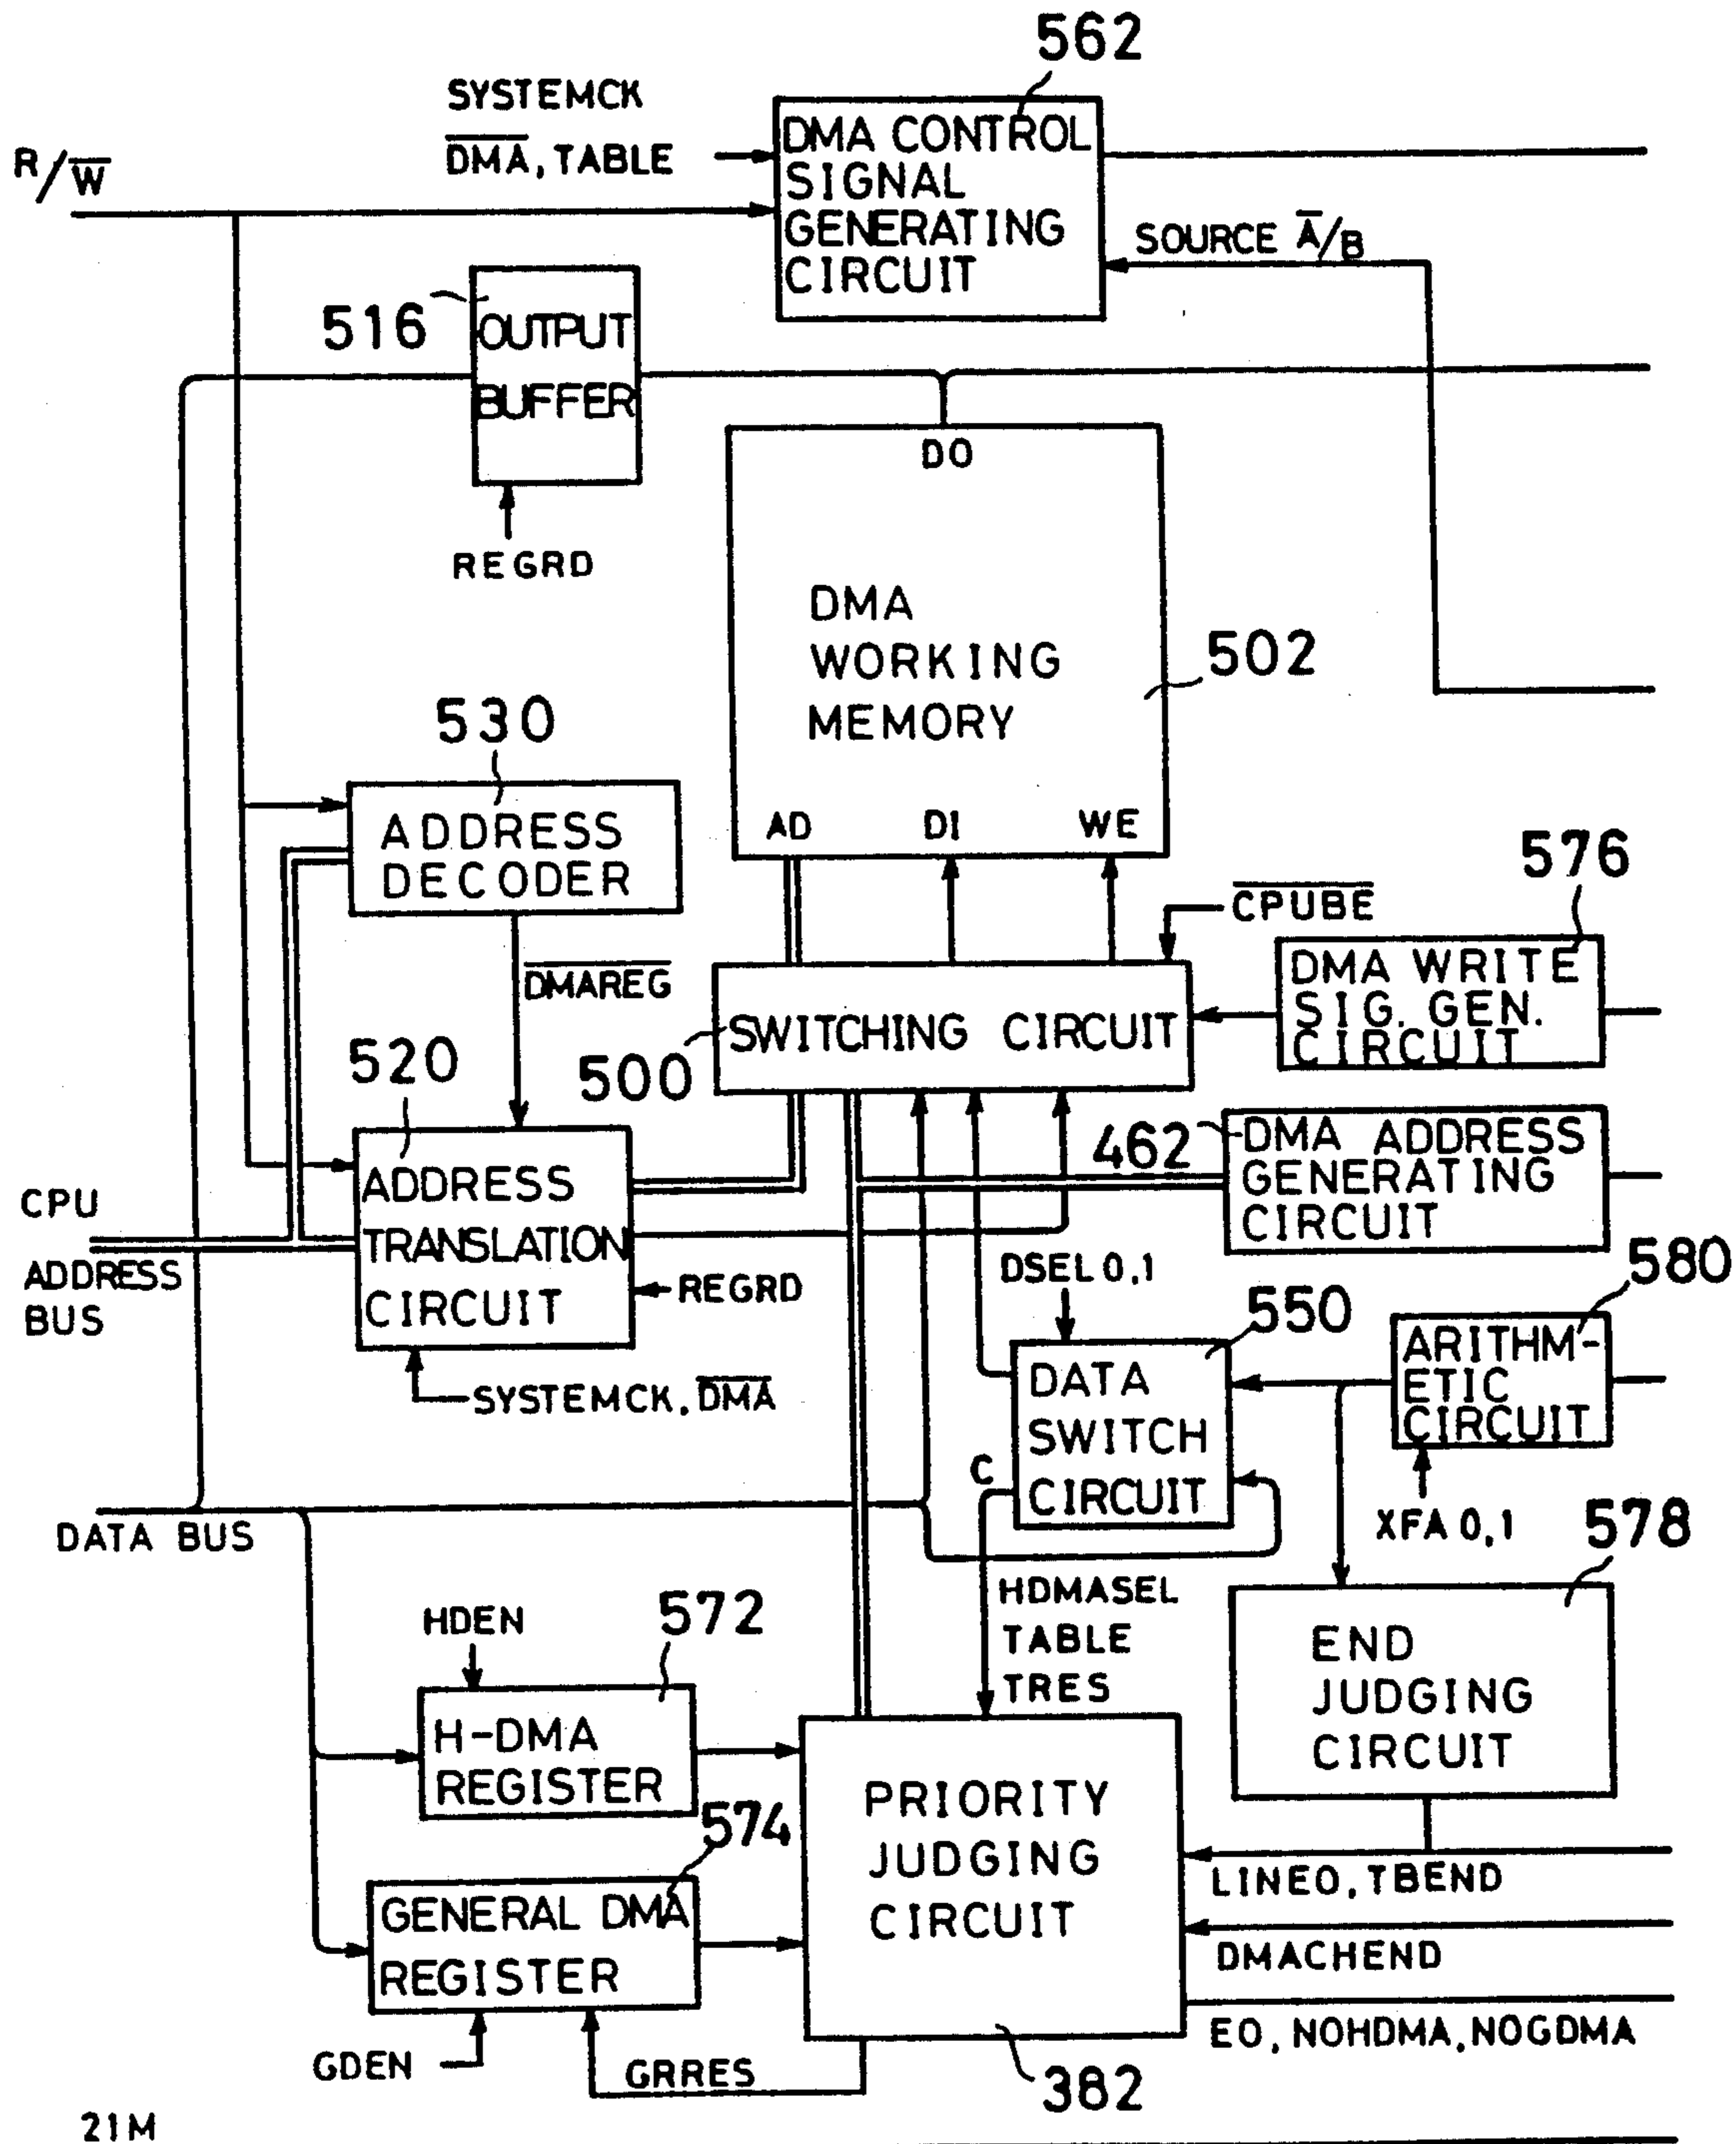 562
SYSTEMCK
DMA, TABLE
R/W
DMA CONTROL
SIGNAL
GENERATING
CIRCUIT
SOURCE A/B
516
OUTPUT
BUFFER
REGRD
DO
DMA
WORKING
MEMORY
502
AD DI WE
530
ADDRESS
DECODER
DMAREG
CPUBE
576
DMA WRITE
SIG. GEN.
CIRCUIT
500
SWITCHING CIRCUIT
520
ADDRESS
TRANSLATION
CIRCUIT
CPU
ADDRESS
BUS
REGRD
SYSTEMCK, DMA
462
DMA ADDRESS
GENERATING
CIRCUIT
DSEL 0,1
550
DATA
SWITCH
CIRCUIT
C
580
ARITHM-
ETIC
CIRCUIT
XFA 0,1
DATA BUS
578
END
JUDGING
CIRCUIT
HDMASEL
TABLE
TRES
HDEN
572
H-DMA
REGISTER
574
GENERAL DMA
REGISTER
GDEN
GRRES
PRIORITY
JUDGING
CIRCUIT
382
LINE0, TBEND
DMACHEND
EO, NOHDMA, NOGDMA
21M